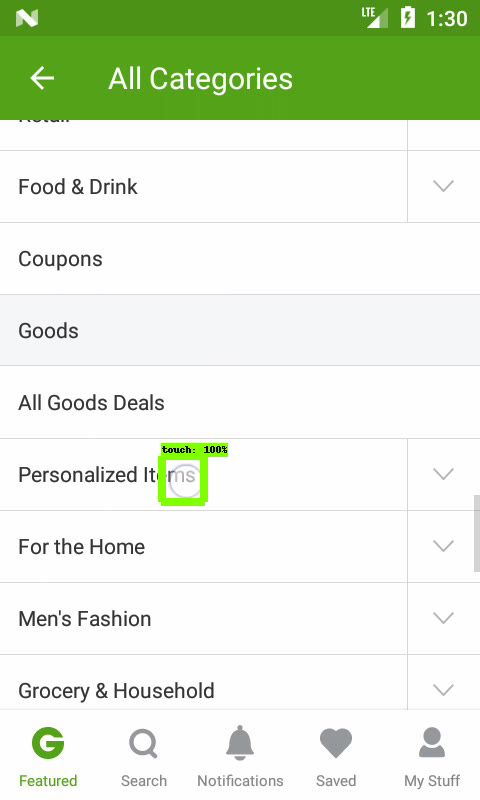 LTE 1:30
All Categories
Retail
Food & Drink
Coupons
Goods
All Goods Deals
touch: 100%
Personalized Items
For the Home
Men's Fashion
Grocery & Household
Featured Search Notifications Saved My Stuff